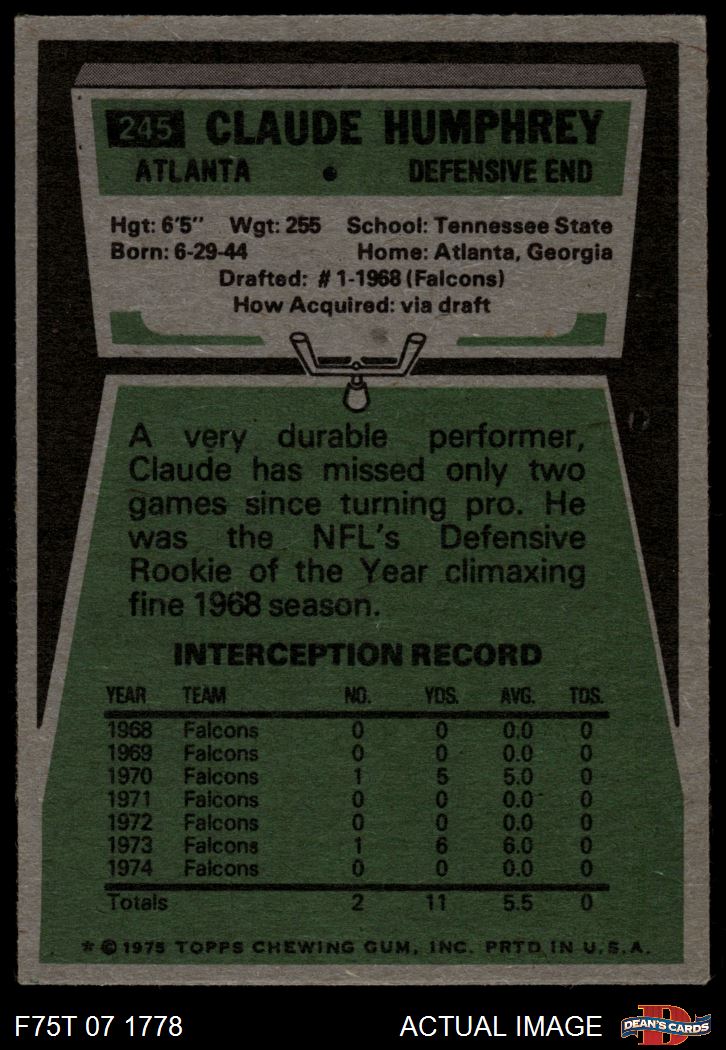 245 CLAUDE HUMPHREY
ATLANTA • DEFENSIVE END
Hgt: 6'5" Wgt: 255 School: Tennessee State
Born: 6-29-44 Home: Atlanta, Georgia
Drafted: #1-1968 (Falcons)
How Acquired: via draft
A very durable performer,
Claude has missed only two
games since turning pro. He
was the NFL's Defensive
Rookie of the Year climaxing
fine 1968 season.
INTERCEPTION RECORD
YEAR TEAM NO. YDS. AVG. TDS.
1968 Falcons 0 0 0.0 0
1969 Falcons 0 0 0.0 0
1970 Falcons 1 5 5.0 0
1971 Falcons 0 0 0.0 0
1972 Falcons 0 0 0.0 0
1973 Falcons 1 6 6.0 0
1974 Falcons 0 0 0.0 0
Totals 2 11 5.5 0
* © 1975 TOPPS CHEWING GUM, INC. PRTD IN U.S.A.
F75T 07 1778 ACTUAL IMAGE D DEAN'S CARDS